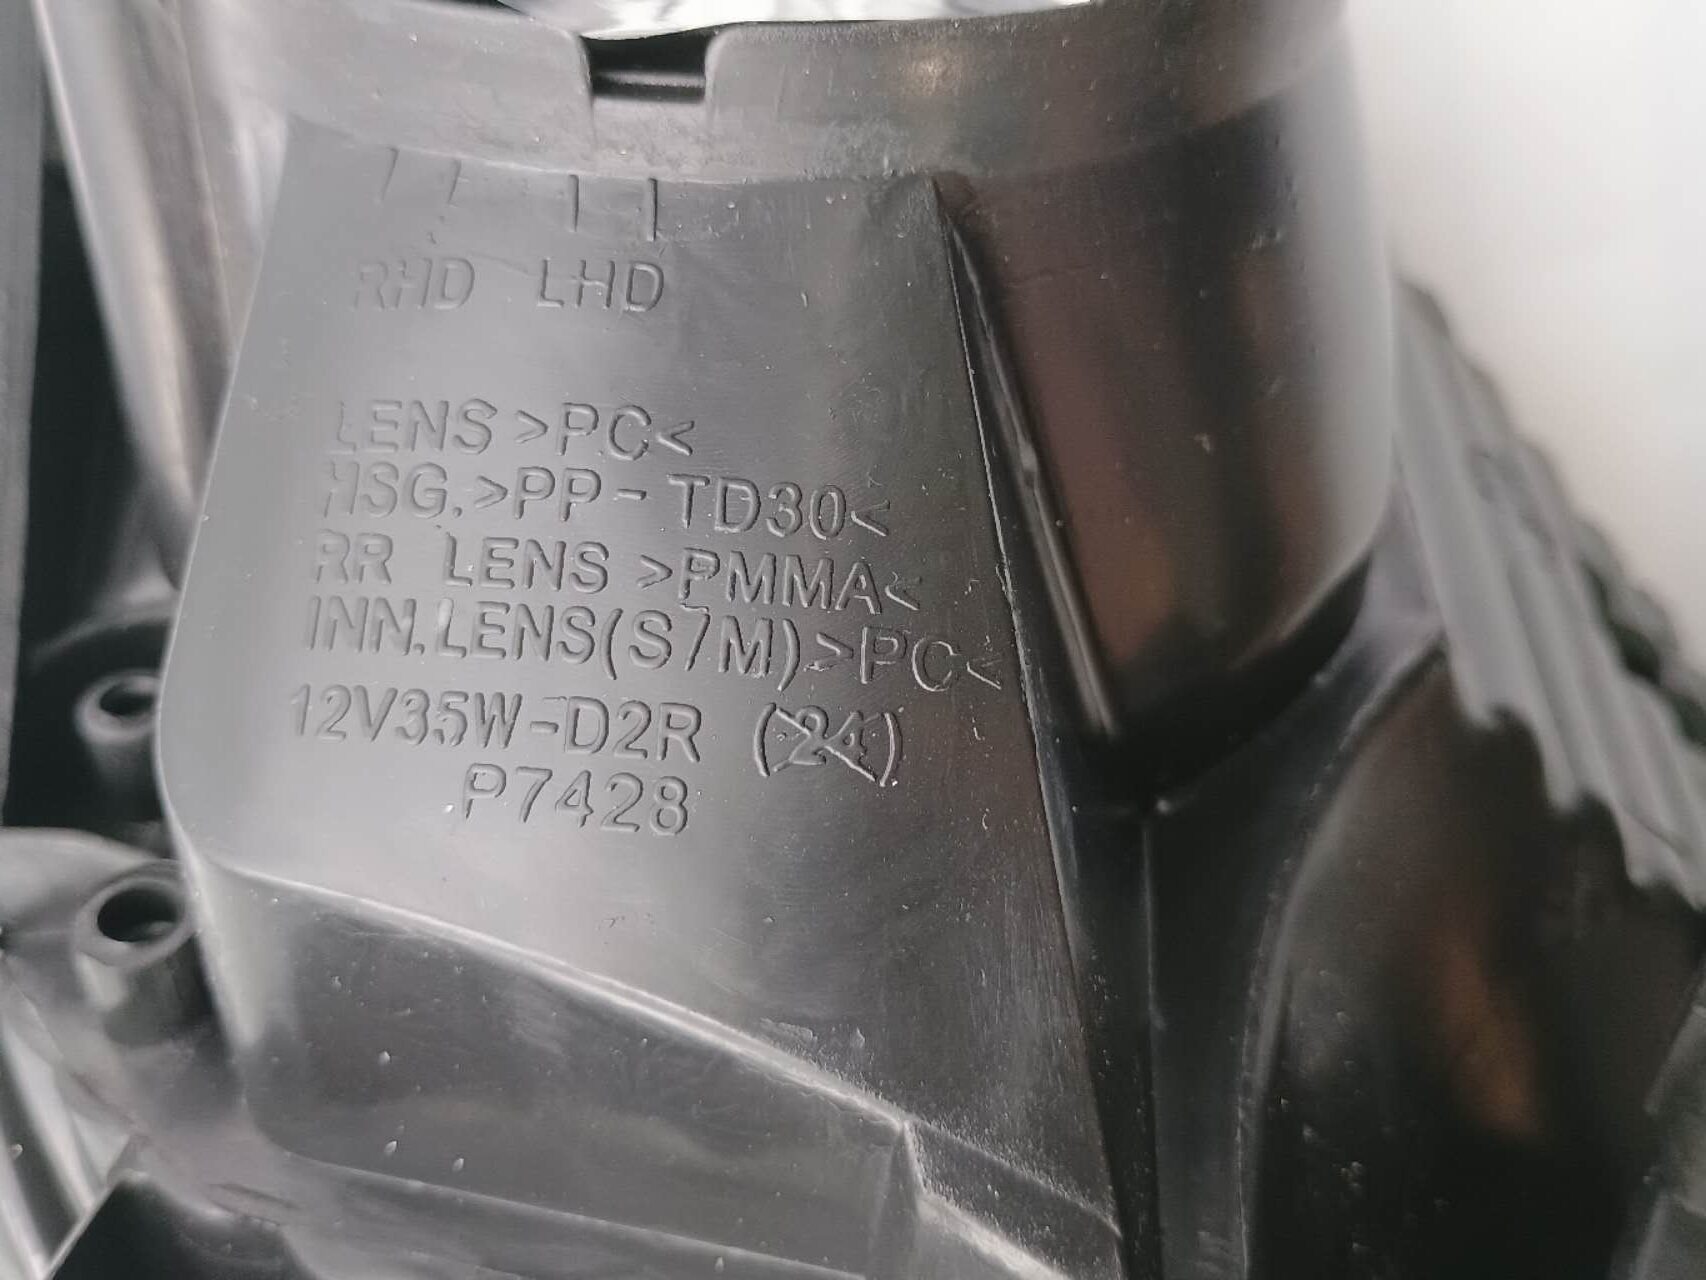 RHD LHD
LENS >PC<
HSG.>PP-TD30<
RR LENS >PMMA<
INN.LENS(S7M)>PC<
12V35W-D2R (24)
P7428